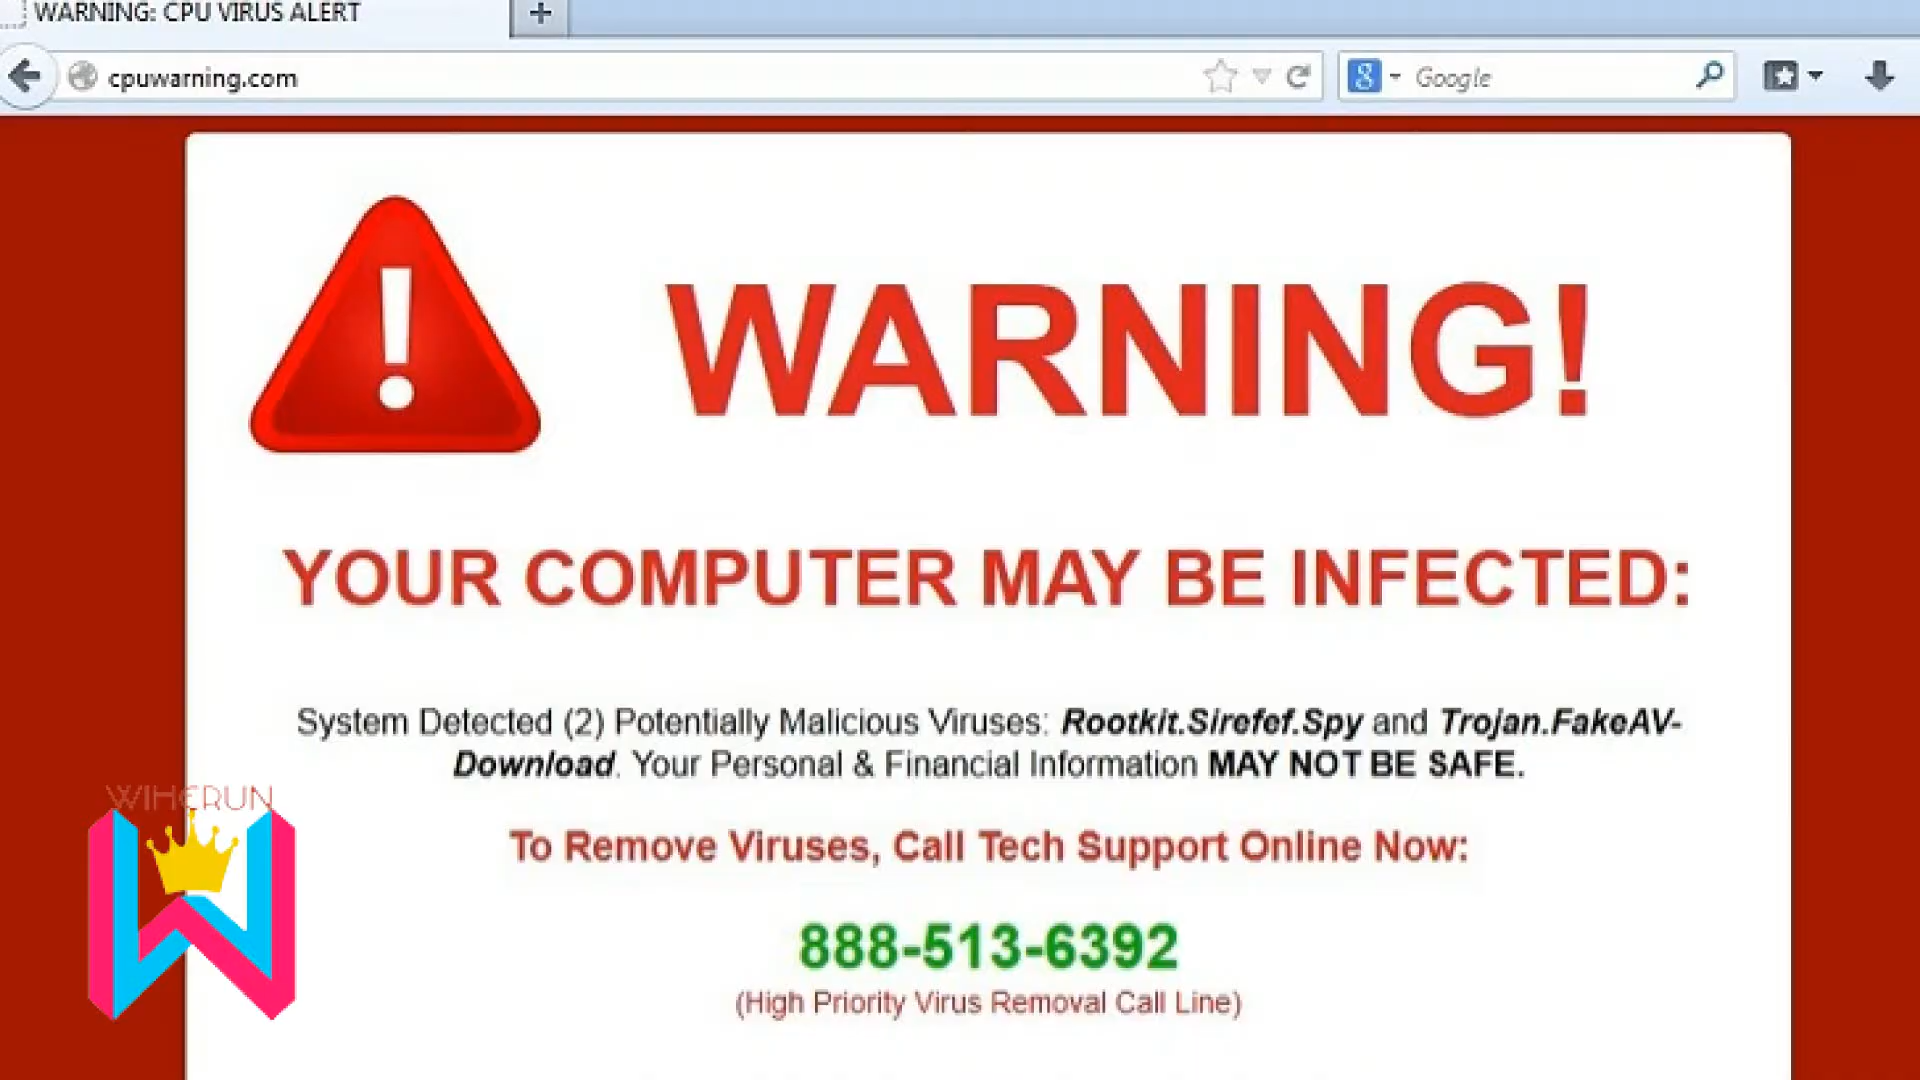 WARNING: CPU VIRUS ALERT
cpuwarning.com
Google
WARNING!
YOUR COMPUTER MAY BE INFECTED:
System Detected (2) Potentially Malicious Viruses: Rootkit.Sirefef.Spy and Trojan.FakeAV-
Download. Your Personal & Financial Information MAY NOT BE SAFE.
To Remove Viruses, Call Tech Support Online Now:
888-513-6392
(High Priority Virus Removal Call Line)
WIHERUN